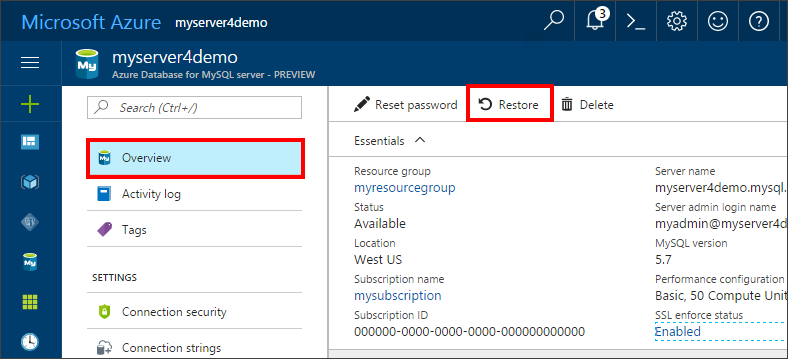 Microsoft Azure myserver4demo
3
myserver4demo
Azure Database for MySQL server - PREVIEW
Search (Ctrl+/)
Overview
Activity log
Tags
SETTINGS
Connection security
Connection strings
Reset password Restore Delete
Essentials
Resource group
myresourcegroup
Status
Available
Location
West US
Subscription name
mysubscription
Subscription ID
000000-0000-0000-0000-000000000000
Server name
myserver4demo.mysql.
Server admin login name
myadmin@myserver4d
MySQL version
5.7
Performance configuration
Basic, 50 Compute Unit
SSL enforce status
Enabled